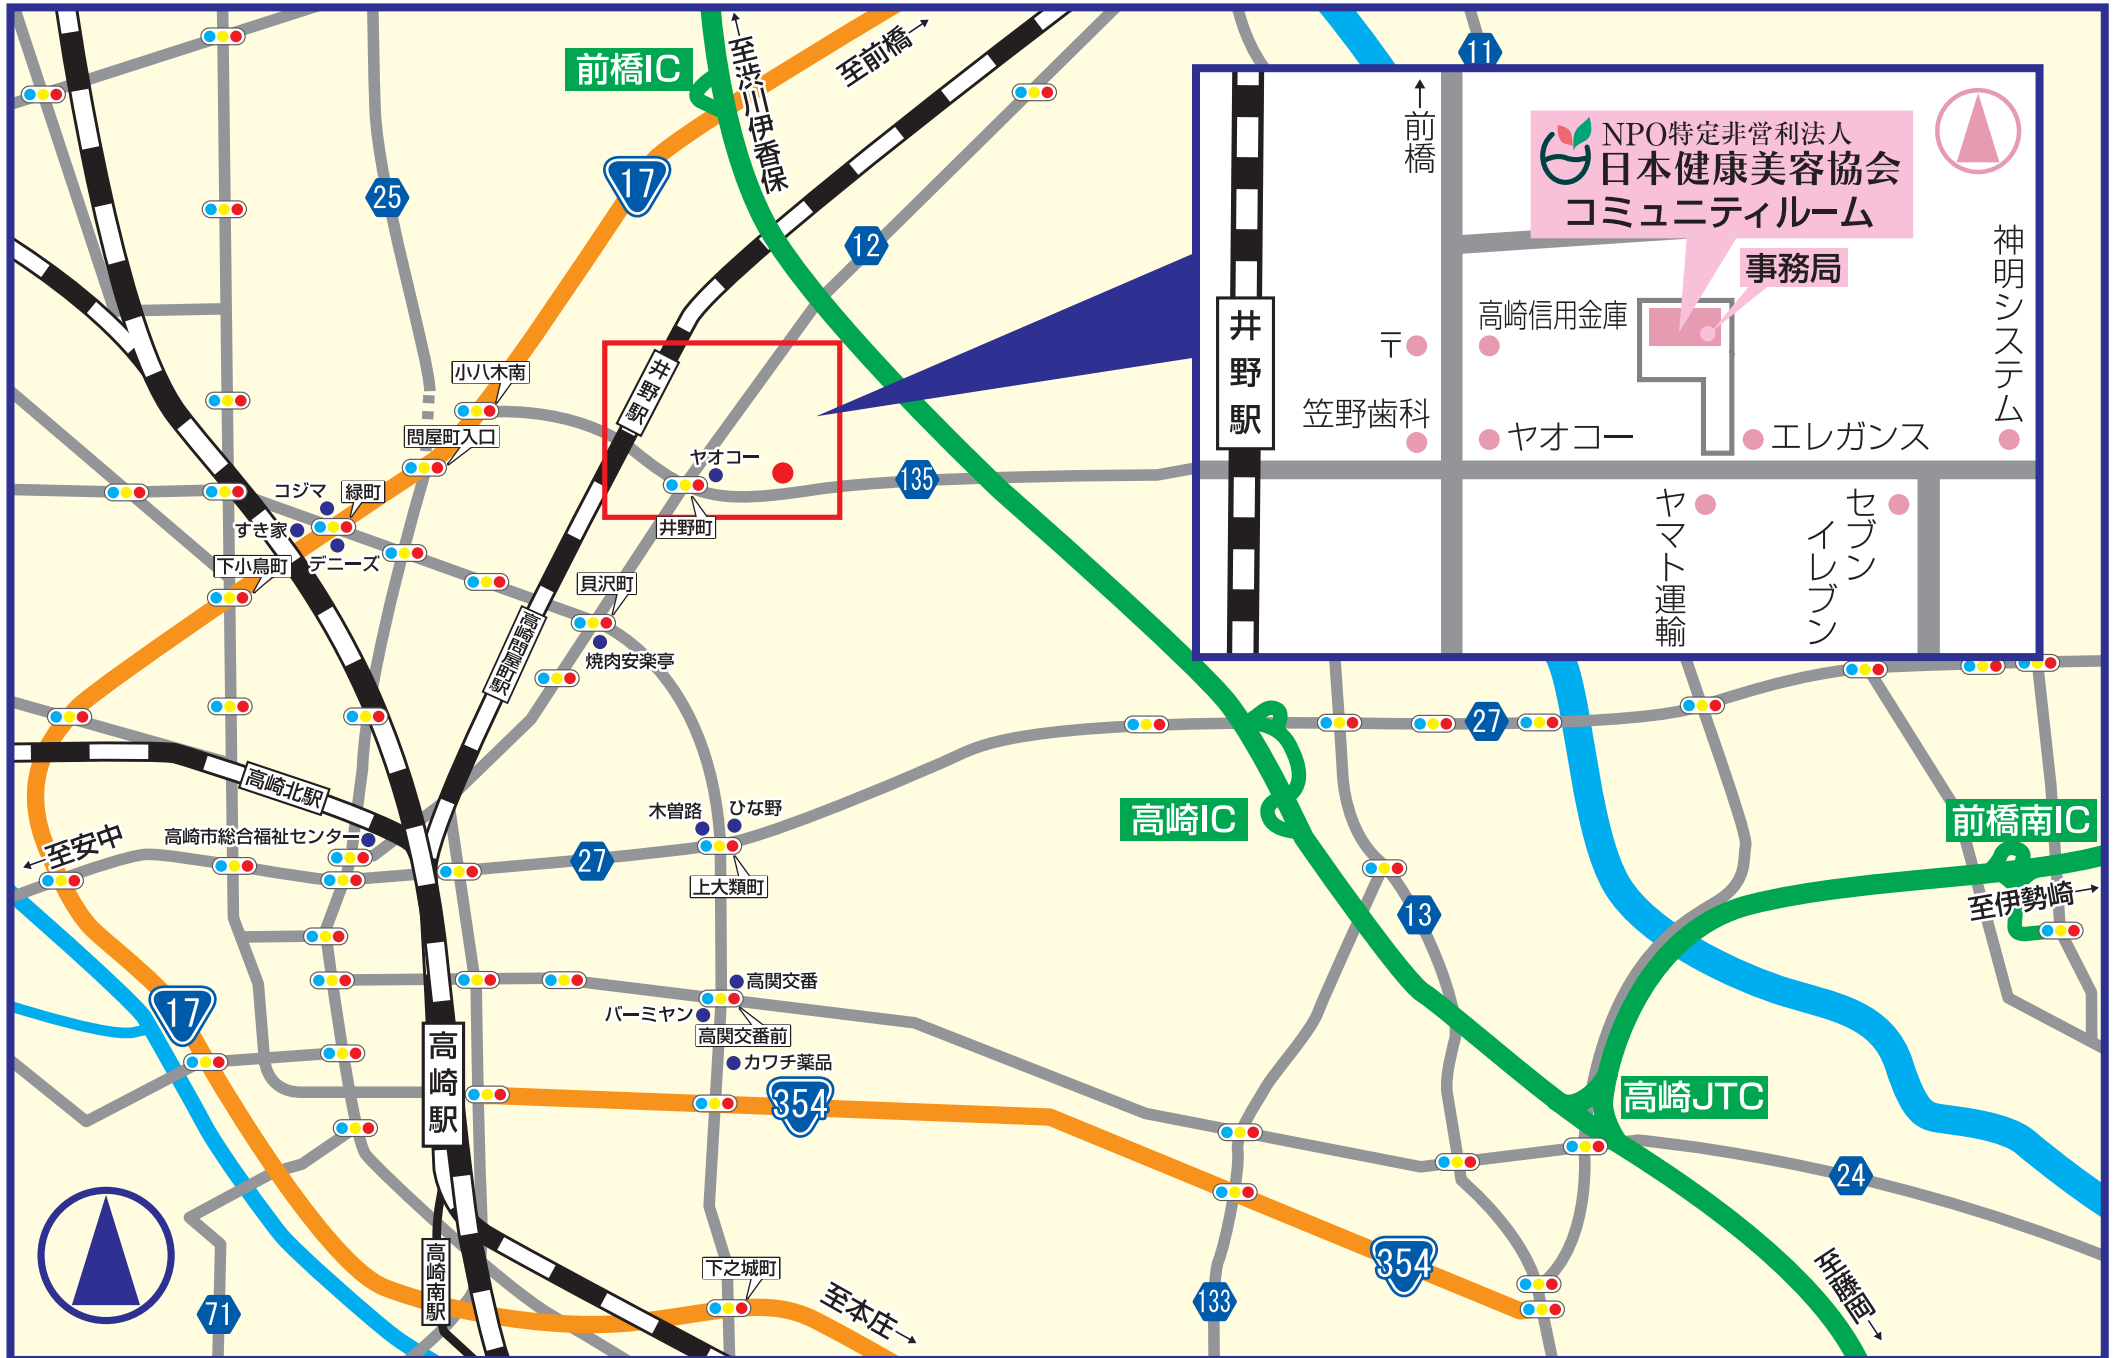 前橋IC
至渋川伊香保
至前橋
11
25
17
12
小八木南
問屋町入口
井野駅
ヤオコー
135
井野町
コジマ
緑町
すき家
デニーズ
下小鳥町
貝沢町
焼肉安楽亭
高崎問屋町駅
高崎北駅
高崎市総合福祉センター
至安中
27
木曽路
ひな野
上大類町
27
高崎IC
前橋南IC
至伊勢崎
13
17
高関交番
バーミヤン
高関交番前
カワチ薬品
高崎駅
354
高崎JTC
24
354
133
71
高崎南駅
下之城町
至本庄
至藤岡
前橋
NPO特定非営利法人
日本健康美容協会
コミュニティルーム
事務局
神明システム
井野駅
〒
高崎信用金庫
笠野歯科
ヤオコー
エレガンス
ヤマト運輸
セブン
イレブン